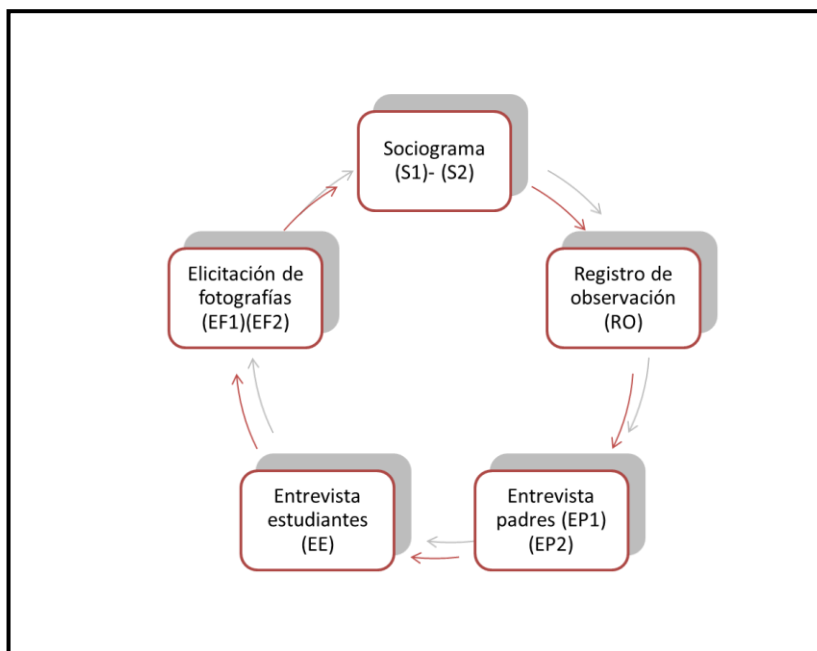 Sociograma
(S1)- (S2)
Registro de
observación
(RO)
Entrevista
padres (EP1)
(EP2)
Entrevista
estudiantes
(EE)
Elicitación de
fotografías
(EF1)(EF2)